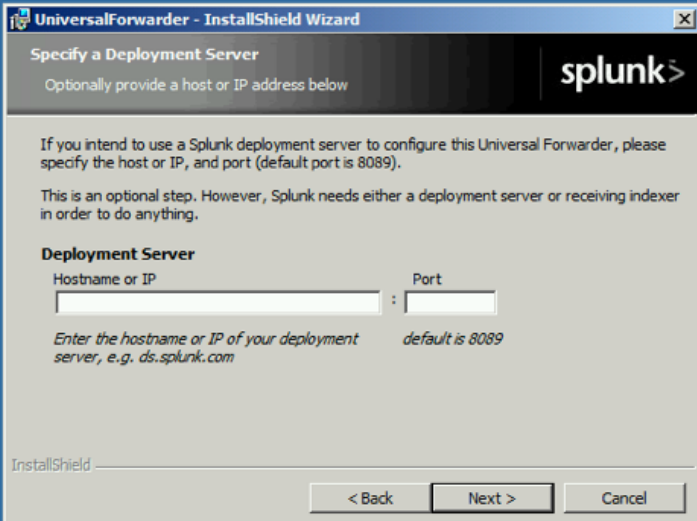 UniversalForwarder - InstallShield Wizard
Specify a Deployment Server
Optionally provide a host or IP address below
splunk>
If you intend to use a Splunk deployment server to configure this Universal Forwarder, please
specify the host or IP, and port (default port is 8089).
This is an optional step. However, Splunk needs either a deployment server or receiving indexer
in order to do anything.
Deployment Server
Hostname or IP Port
:
Enter the hostname or IP of your deployment default is 8089
server, e.g. ds.splunk.com
InstallShield
< Back Next > Cancel